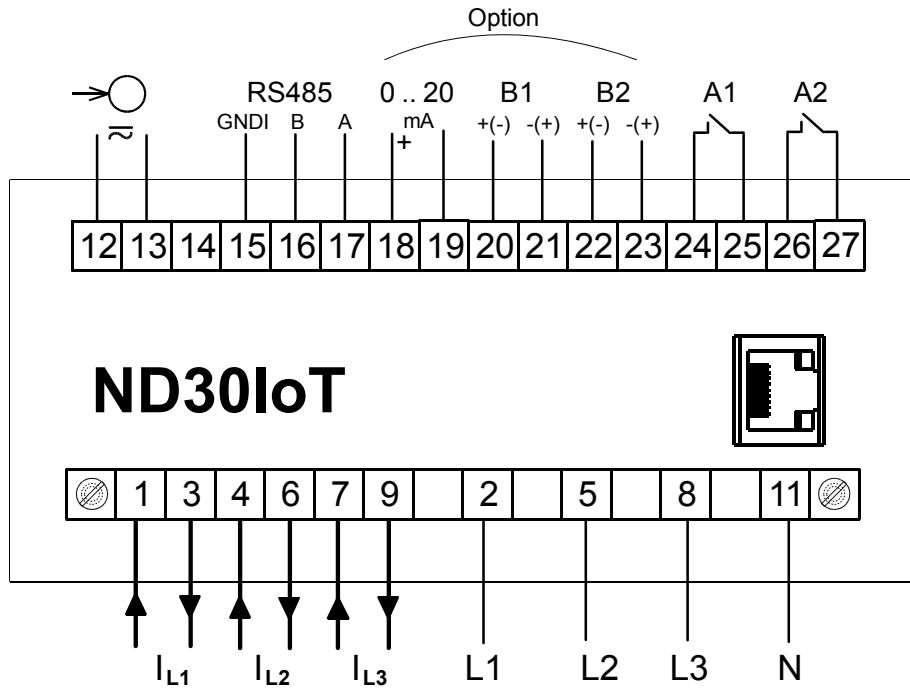 Option
RS485 0 .. 20 B1 B2 A1 A2
GNDI B A mA +(-) -(+) +(-) -(+)
+
12 13 14 15 16 17 18 19 20 21 22 23 24 25 26 27
ND30IoT
1 3 4 6 7 9 2 5 8 11
IL1 IL2 IL3 L1 L2 L3 N